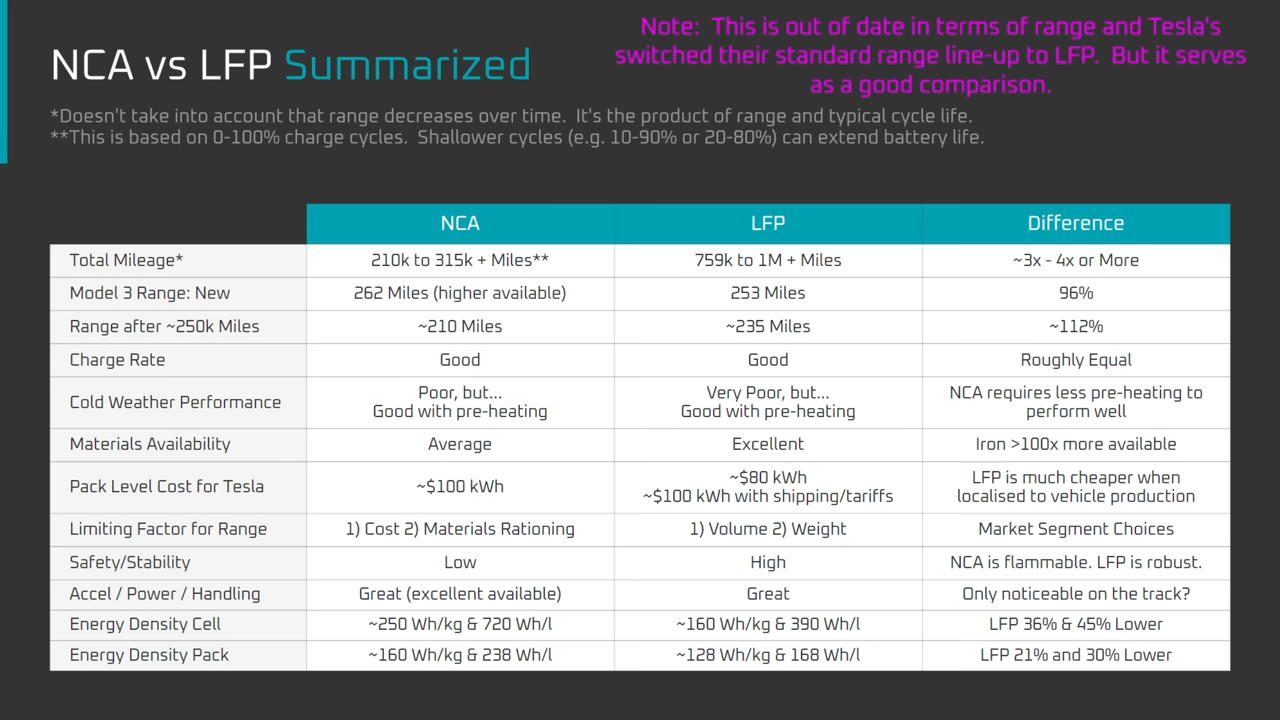 Note: This is out of date in terms of range and Tesla's
switched their standard range line-up to LFP. But it serves
as a good comparison.
NCA vs LFP Summarized
*Doesn't take into account that range decreases over time. It's the product of range and typical cycle life.
**This is based on 0-100% charge cycles. Shallower cycles (e.g. 10-90% or 20-80%) can extend battery life.
NCA LFP Difference
Total Mileage* 210k to 315k + Miles** 759k to 1M + Miles ~3x - 4x or More
Model 3 Range: New 262 Miles (higher available) 253 Miles 96%
Range after ~250k Miles ~210 Miles ~235 Miles ~112%
Charge Rate Good Good Roughly Equal
Cold Weather Performance Poor, but... Very Poor, but... NCA requires less pre-heating to
Good with pre-heating Good with pre-heating perform well
Materials Availability Average Excellent Iron >100x more available
Pack Level Cost for Tesla ~$100 kWh ~$80 kWh LFP is much cheaper when
~$100 kWh with shipping/tariffs localised to vehicle production
Limiting Factor for Range 1) Cost 2) Materials Rationing 1) Volume 2) Weight Market Segment Choices
Safety/Stability Low High NCA is flammable. LFP is robust.
Accel / Power / Handling Great (excellent available) Great Only noticeable on the track?
Energy Density Cell ~250 Wh/kg & 720 Wh/l ~160 Wh/kg & 390 Wh/l LFP 36% & 45% Lower
Energy Density Pack ~160 Wh/kg & 238 Wh/l ~128 Wh/kg & 168 Wh/l LFP 21% and 30% Lower